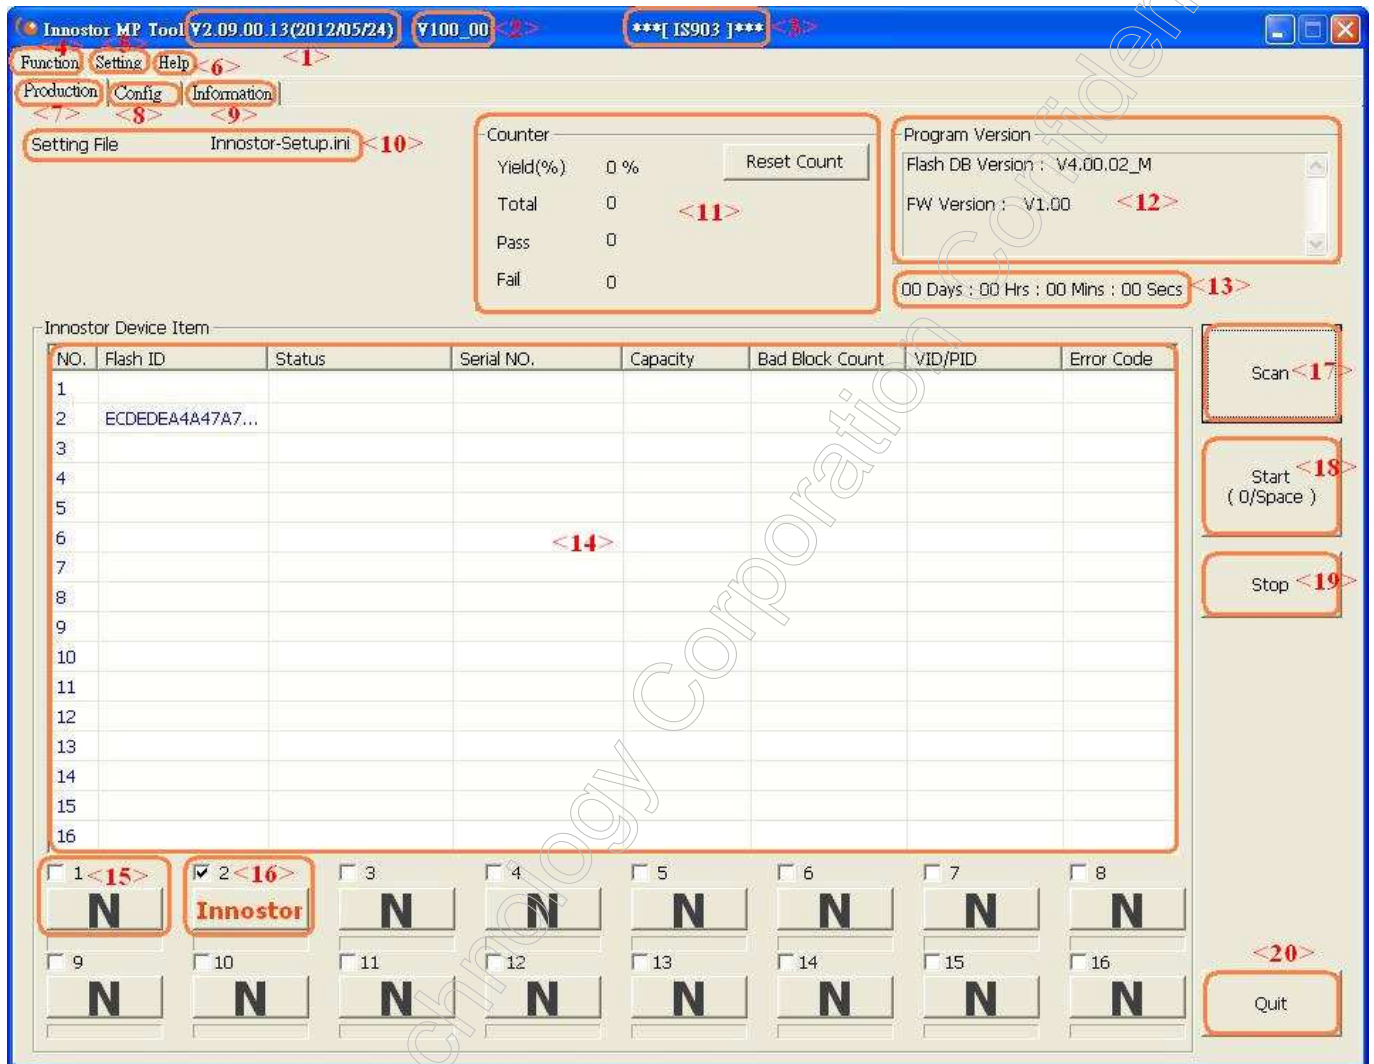 Innostor MP Tool V2.09.00.13(2012/05/24) V100_00 <2> ***[ IS903 ]*** <3>
<4> <5>
Function Setting Help <6> <1>
Production Config Information
<7> <8> <9>
Setting File Innostor-Setup.ini <10>
Counter
Yield(%) 0 % Reset Count
Total 0
<11>
Pass 0
Fail 0
Program Version
Flash DB Version : V4.00.02_M
FW Version : V1.00 <12>
00 Days : 00 Hrs : 00 Mins : 00 Secs <13>
Innostor Device Item
NO. Flash ID Status Serial NO. Capacity Bad Block Count VID/PID Error Code
1
2 ECDEDEA4A47A7...
3
4
5
6
<14>
7
8
9
10
11
12
13
14
15
16
Scan <17>
Start <18>
( 0/Space )
Stop <19>
1 <15> 2 <16> 3 4 5 6 7 8
N Innostor N N N N N N
9 10 11 12 13 14 15 16
N N N N N N N N
<20>
Quit
chnology Corporation Confiden